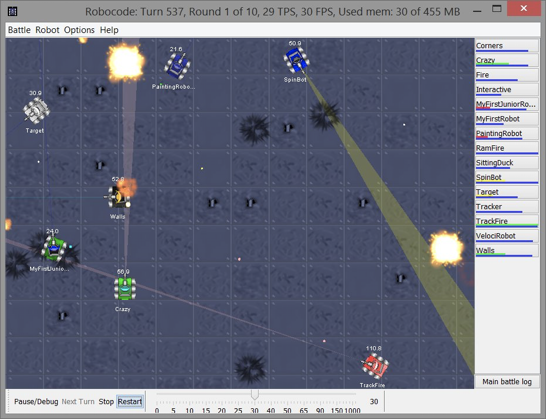 Robocode: Turn 537, Round 1 of 10, 29 TPS, 30 FPS, Used mem: 30 of 455 MB
Battle Robot Options Help
Corners
Crazy
Fire
Interactive
MyFirstJuniorRo...
MyFirstRobot
PaintingRobot
RamFire
SittingDuck
SpinBot
Target
Tracker
TrackFire
VelociRobot
Walls
21.6
PaintingRobo...
SpinBot
30.9
Target
Walls
24.0
MyFirstJunio...
66.9
Crazy
110.8
TrackFire
Main battle log
Pause/Debug Next Turn Stop Restart
0 5 10 15 20 25 30 35 40 45 50 65 90 150 1000
30